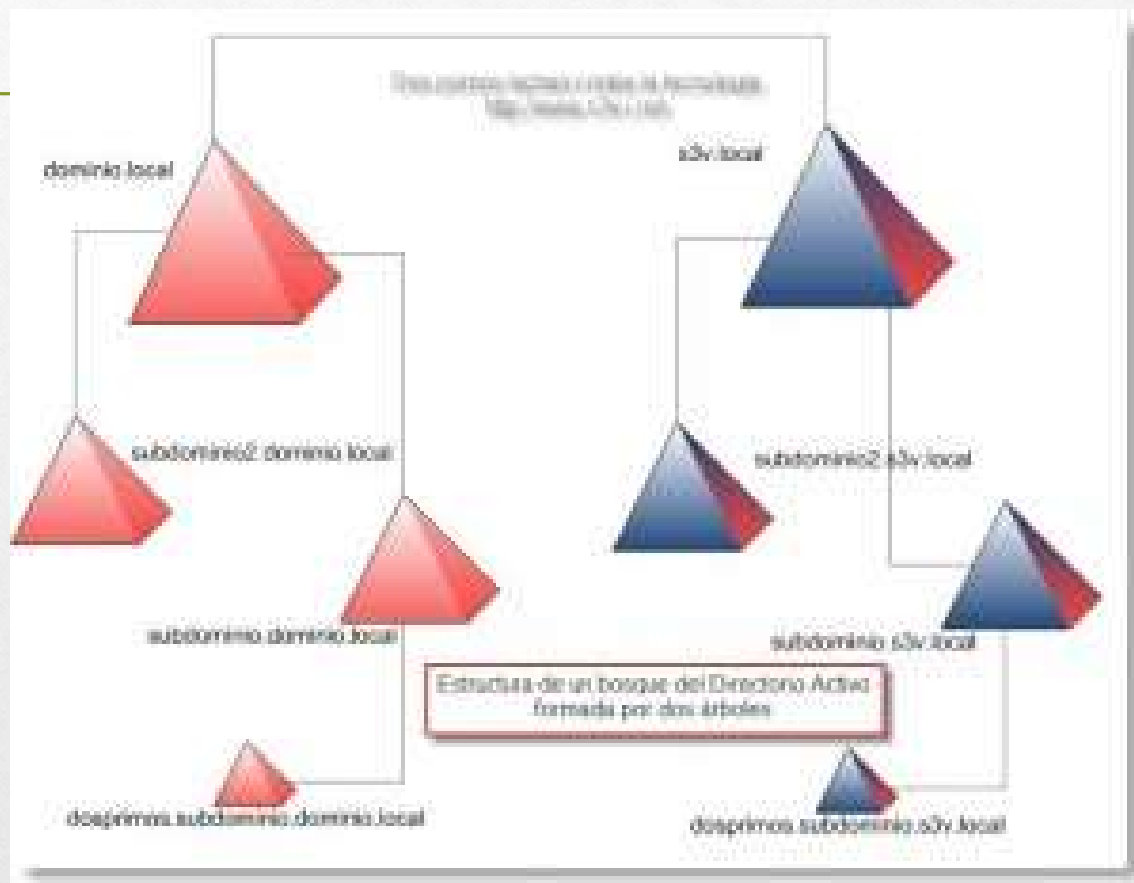 dominio.local
s3v.local
subdominio2.dominio.local
subdominio2.s3v.local
subdominio.dominio.local
subdominio.s3v.local
Estructura de un bosque del Directorio Activo
formada por dos árboles
dosprimos.subdominio.dominio.local
dosprimos.subdominio.s3v.local